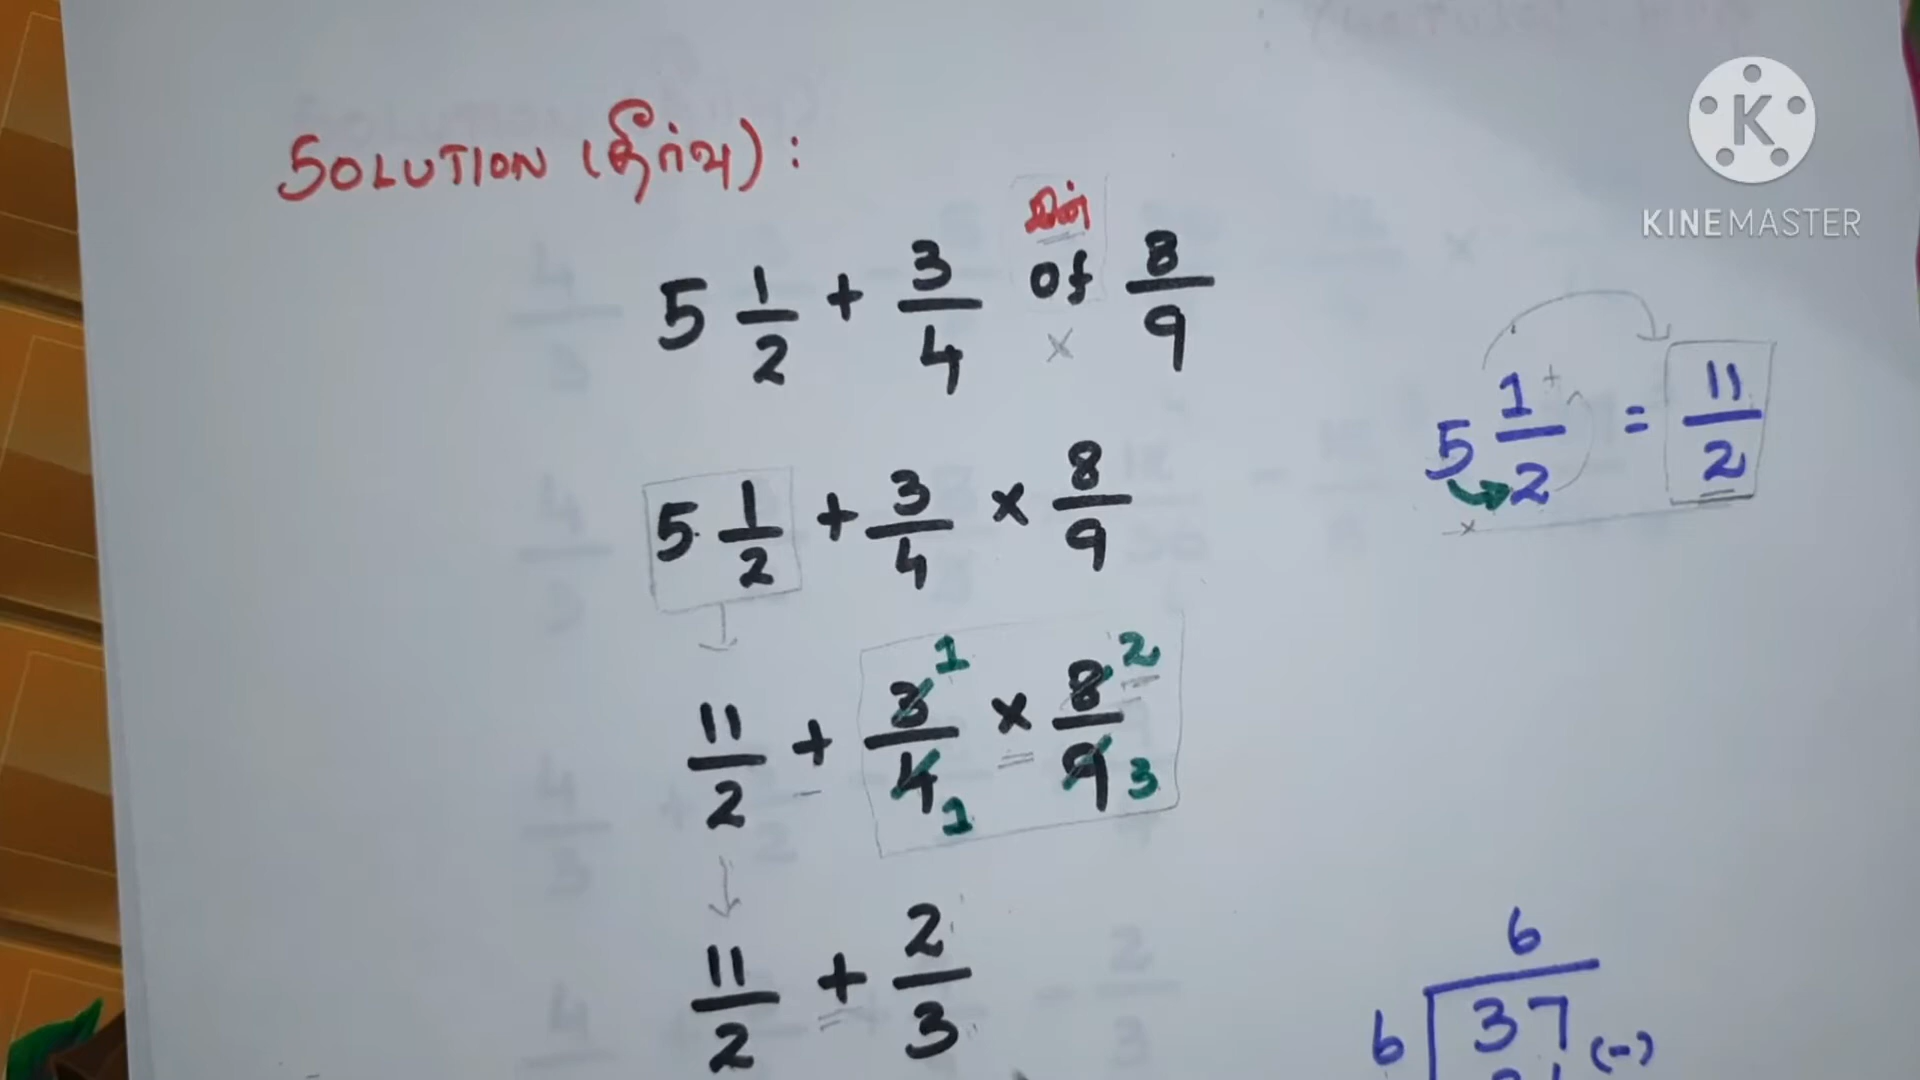 SOLUTION (தீர்வு) :
இன்
5 1/2 + 3/4 of 8/9
×
5 1/2 + 3/4 × 8/9
11/2 + 3/4 × 8/9
1 2
1 3
11/2 + 2/3
K
KINEMASTER
5 1/2 = 11/2
+
×
6
6 37 (-)